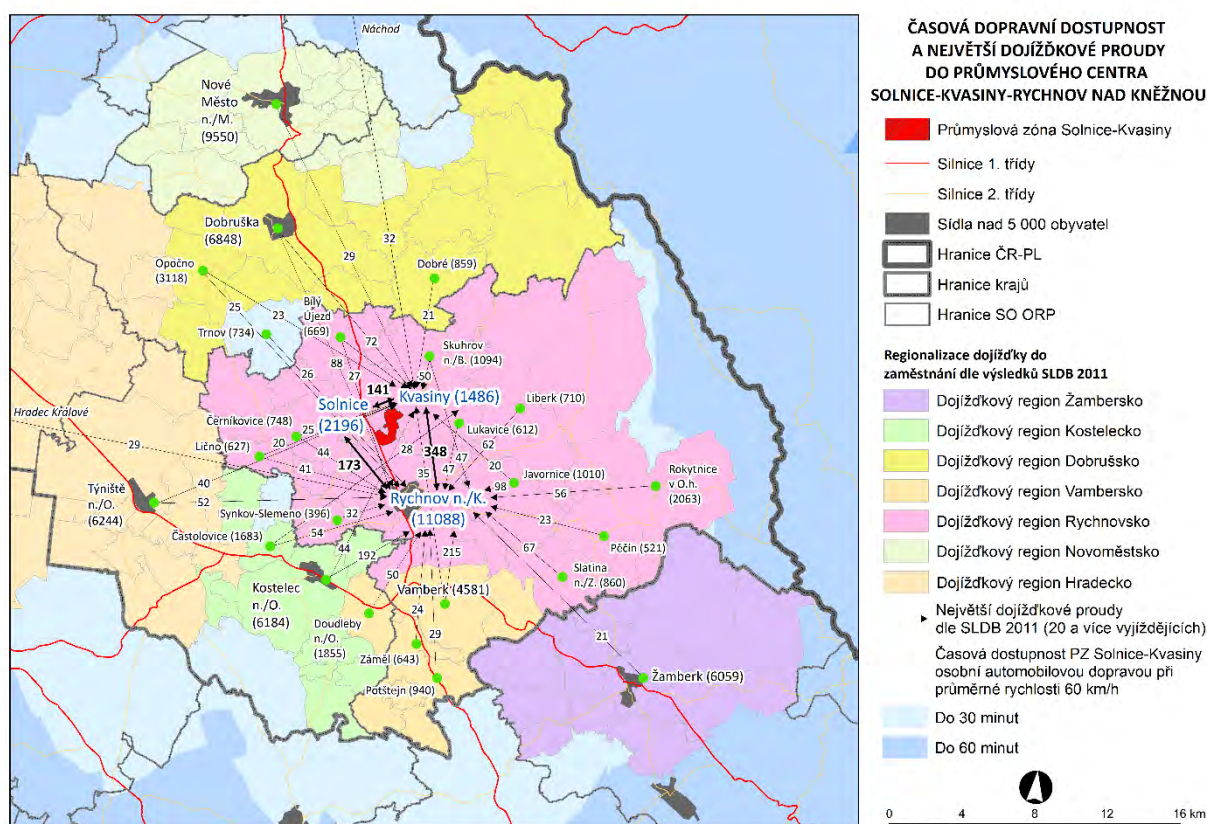 Náchod
Nové
Město
n./M.
(9550)
Dobruška
(6848)
Opočno
(3118)
32
29
Dobré (859)
25
23
Bílý
Újezd
(669)
21
Trnov (734)
72
Skuhrov
n./B. (1094)
88
26
27
50
141
Kvasiny (1486)
Solnice
(2196)
Liberk (710)
Hradec Králové
Černíkovice (748)
Lukavice (612)
25
Lično (627)
20
29
44
28
348
62
47
41
173
35
47
20
Javornice (1010)
Rokytnice
v O.h.
(2063)
40
98
56
Týniště
n./O.
(6244)
52
Rychnov n./K.
(11088)
Synkov-Slemeno (396)
32
23
Částolovice (1683)
54
44
192
215
67
Pěčín (521)
50
Slatina
n./Z. (860)
Kostelec
n./O.
(6184)
Vamberk (4581)
24
Doudleby
n./O.
(1855)
29
21
Záměl (643)
Potštejn (940)
Žamberk (6059)
ČASOVÁ DOPRAVNÍ DOSTUPNOST
A NEJVĚTŠÍ DOJÍŽĎKOVÉ PROUDY
DO PRŮMYSLOVÉHO CENTRA
SOLNICE-KVASINY-RYCHNOV NAD KNĚŽNOU
Průmyslová zóna Solnice-Kvasiny
Silnice 1. třídy
Silnice 2. třídy
Sídla nad 5 000 obyvatel
Hranice ČR-PL
Hranice krajů
Hranice SO ORP
Regionalizace dojížďky do
zaměstnání dle výsledků SLDB 2011
Dojížďkový region Žambersko
Dojížďkový region Kostelecko
Dojížďkový region Dobrušsko
Dojížďkový region Vambersko
Dojížďkový region Rychnovsko
Dojížďkový region Novoměstsko
Dojížďkový region Hradecko
Největší dojížďkové proudy
dle SLDB 2011 (20 a více vyjíždějících)
Časová dostupnost PZ Solnice-Kvasiny
osobní automobilovou dopravou při
průměrné rychlosti 60 km/h
Do 30 minut
Do 60 minut
0 4 8 12 16 km